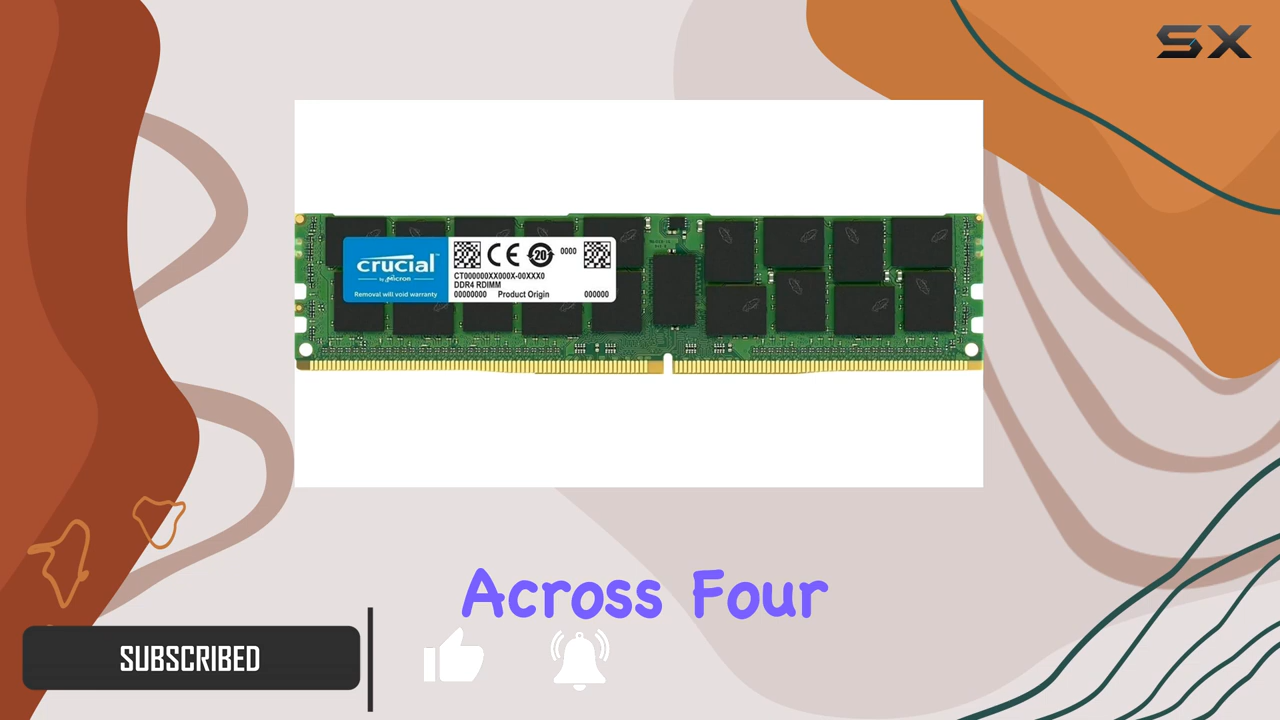 SX
crucial
by Micron
Removal will void warranty
CE
20
0000
CT000000XX000X-00XXX0
DDR4 RDIMM
00000000 Product Origin 000000
Across Four
SUBSCRIBED